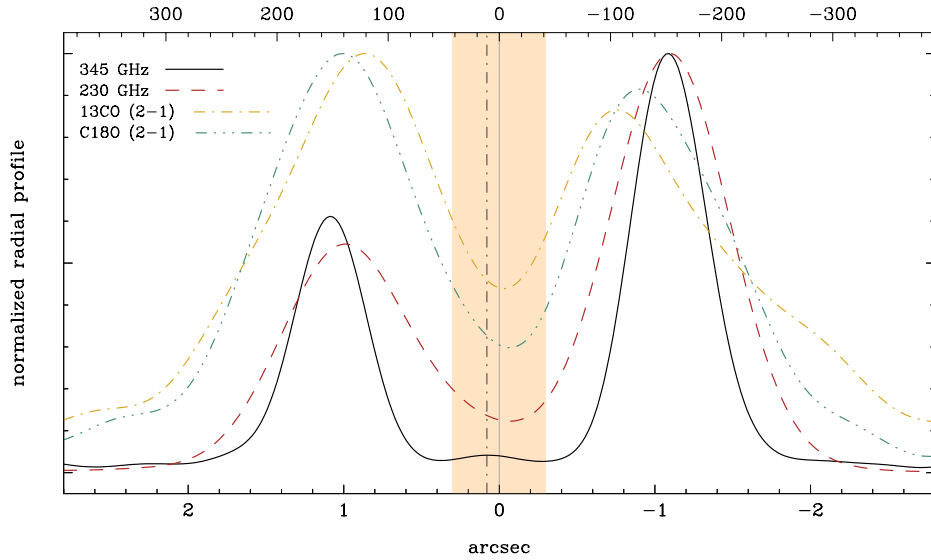 300 200 100 0 -100 -200 -300
345 GHz
230 GHz
13CO (2-1)
C18O (2-1)
normalized radial profile
2 1 0 -1 -2
arcsec